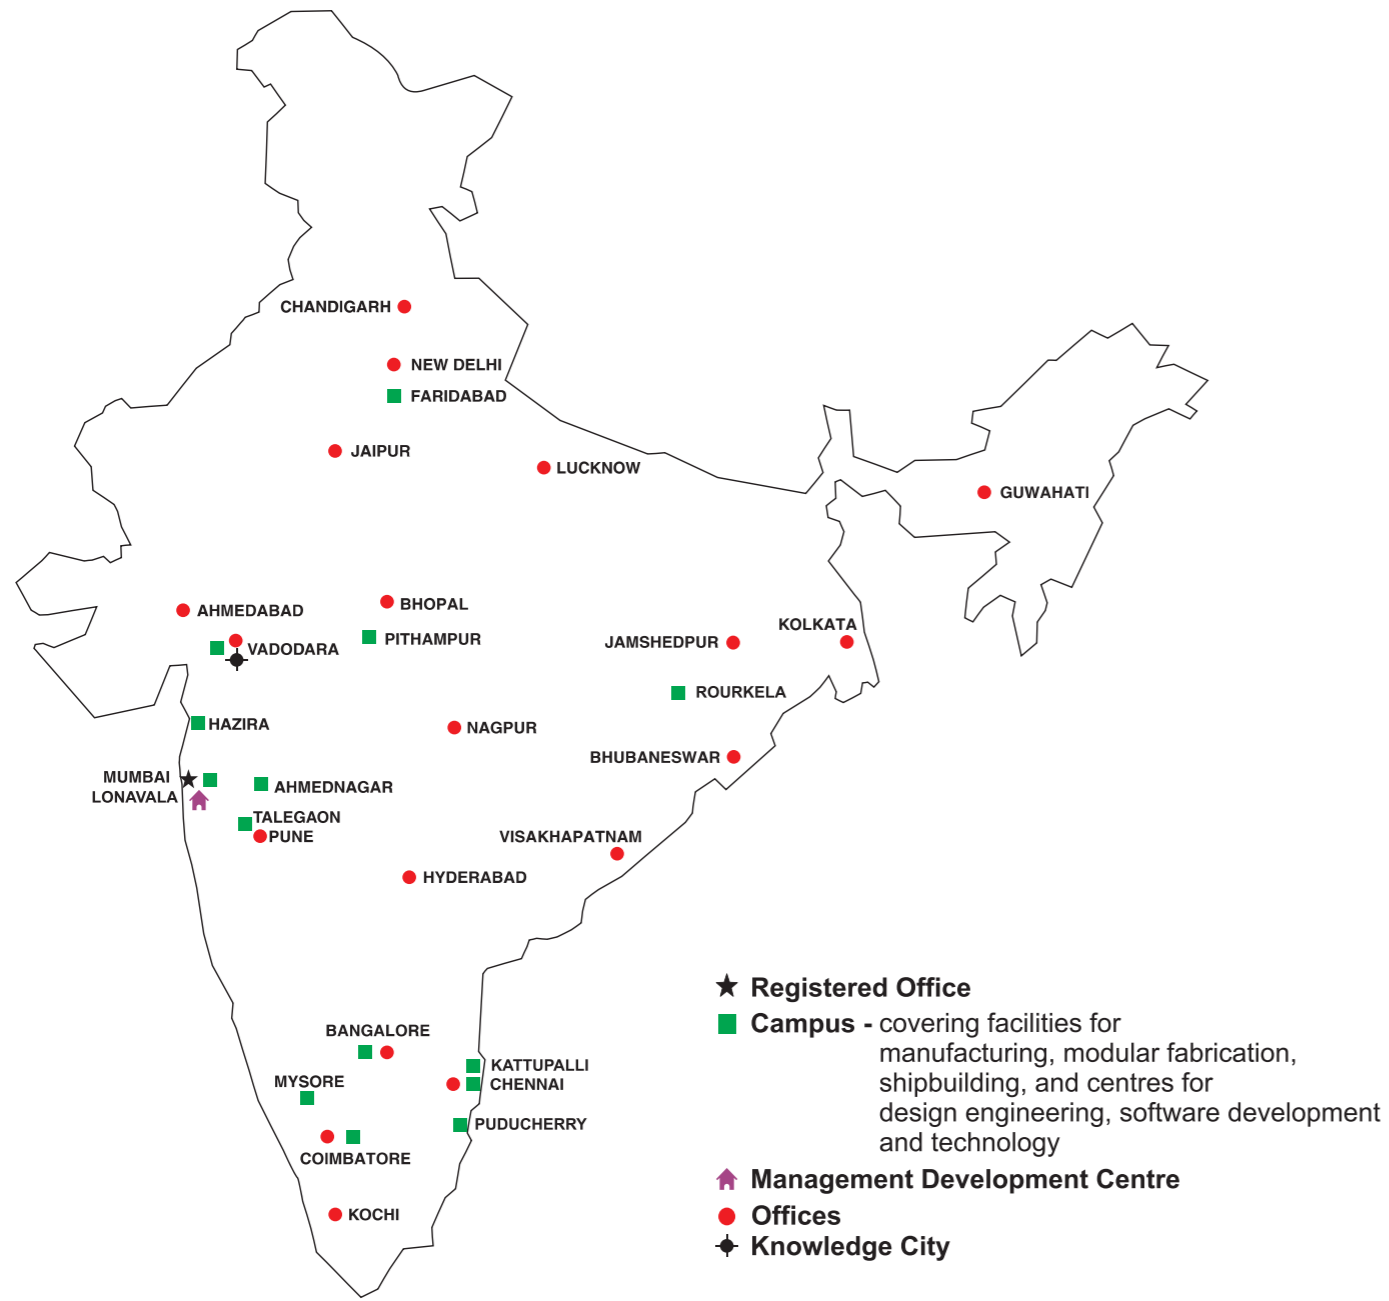 CHANDIGARH
NEW DELHI
FARIDABAD
JAIPUR
LUCKNOW
GUWAHATI
AHMEDABAD
BHOPAL
VADODARA
PITHAMPUR
JAMSHEDPUR
KOLKATA
ROURKELA
HAZIRA
NAGPUR
BHUBANESWAR
MUMBAI
LONAVALA
AHMEDNAGAR
TALEGAON
PUNE
VISAKHAPATNAM
HYDERABAD
BANGALORE
KATTUPALLI
CHENNAI
MYSORE
PUDUCHERRY
COIMBATORE
KOCHI
Registered Office
Campus - covering facilities for
manufacturing, modular fabrication,
shipbuilding, and centres for
design engineering, software development
and technology
Management Development Centre
Offices
Knowledge City